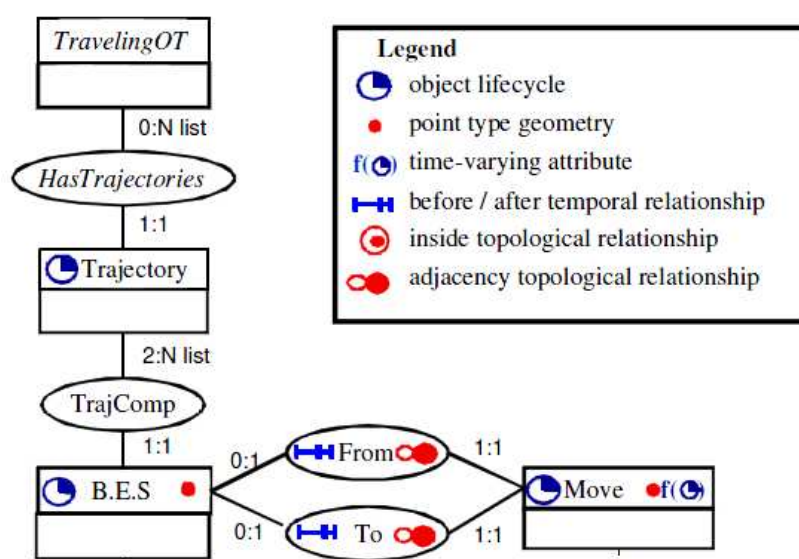 TravelingOT
0:N list
HasTrajectories
1:1
Trajectory
2:N list
TrajComp
1:1
B.E.S
0:1
From
1:1
0:1
To
1:1
Move
f( )
Legend
object lifecycle
point type geometry
f( ) time-varying attribute
before / after temporal relationship
inside topological relationship
adjacency topological relationship